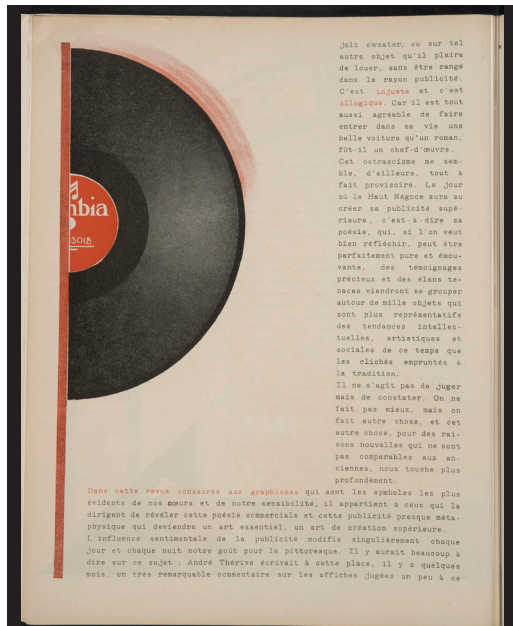 mbia
3018
joli sweater, ou sur tel
autre objet qu'il plaira
de louer, sans être rangé
dans le rayon publicité.
C'est injuste et c'est
illogique. Car il est tout
aussi agréable de faire
entrer dans sa vie une
belle voiture qu'un roman,
fût-il un chef-d'œuvre.
Cet ostrascisme me sem-
ble, d'ailleurs, tout à
fait provisoire. Le jour
où le Haut Négoce aura su
créer sa publicité supé-
rieure, c'est-à-dire sa
poésie, qui, si l'on veut
bien réfléchir, peut être
parfaitement pure et émou-
vante, des témoignages
précieux et des élans te-
naces viendront se grouper
autour de mille objets qui
sont plus représentatifs
des tendances intellec-
tuelles, artistiques et
sociales de ce temps que
les clichés empruntés à
la tradition.
Il ne s'agit pas de juger
mais de constater. On ne
fait pas mieux, mais on
fait autre chose, et cet
autre chose, pour des rai-
sons nouvelles qui ne sont
pas comparables aux an-
ciennes, nous touche plus
profondément.
Dans cette revue consacrée aux graphismes qui sont les symboles les plus
évidents de nos mœurs et de notre sensibilité, il appartient à ceux qui la
dirigent de révéler cette poésie commerciale et cette publicité presque méta-
physique qui deviendra un art essentiel, un art de création supérieure.
L'influence sentimentale de la publicité modifie singulièrement chaque
jour et chaque nuit notre goût pour le pittoresque. Il y aurait beaucoup à
dire sur ce sujet : André Thérive écrivait à cette place, il y a quelques
mois, un très remarquable commentaire sur les affiches jugées un peu à ce